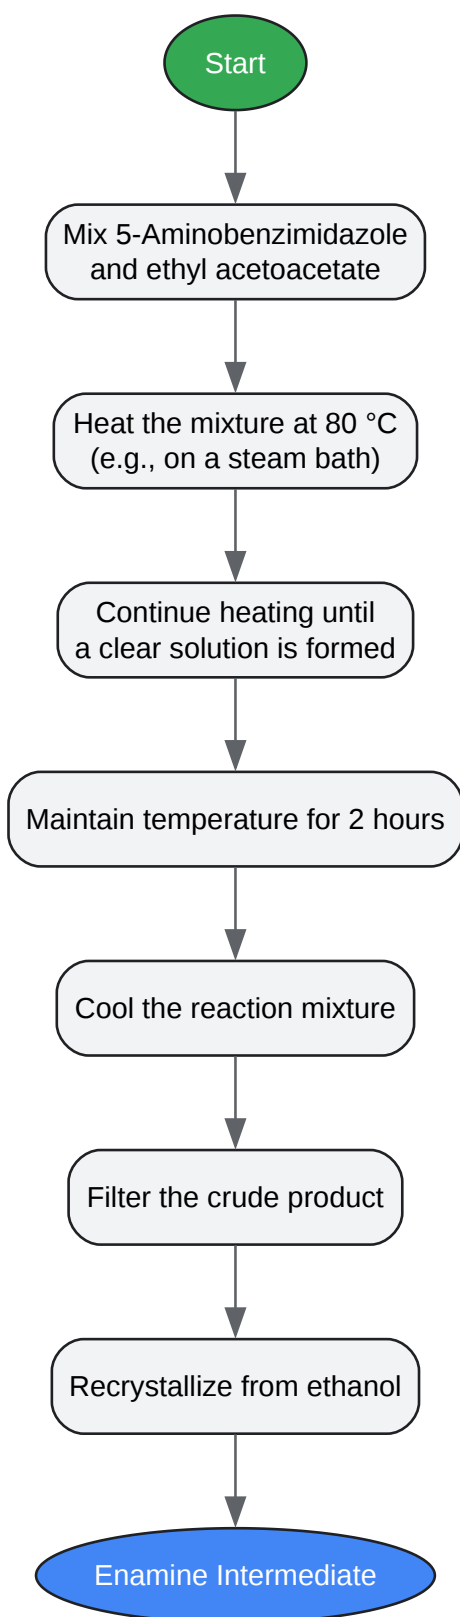 Start
Mix 5-Aminobenzimidazole
and ethyl acetoacetate
Heat the mixture at 80 °C
(e.g., on a steam bath)
Continue heating until
a clear solution is formed
Maintain temperature for 2 hours
Cool the reaction mixture
Filter the crude product
Recrystallize from ethanol
Enamine Intermediate